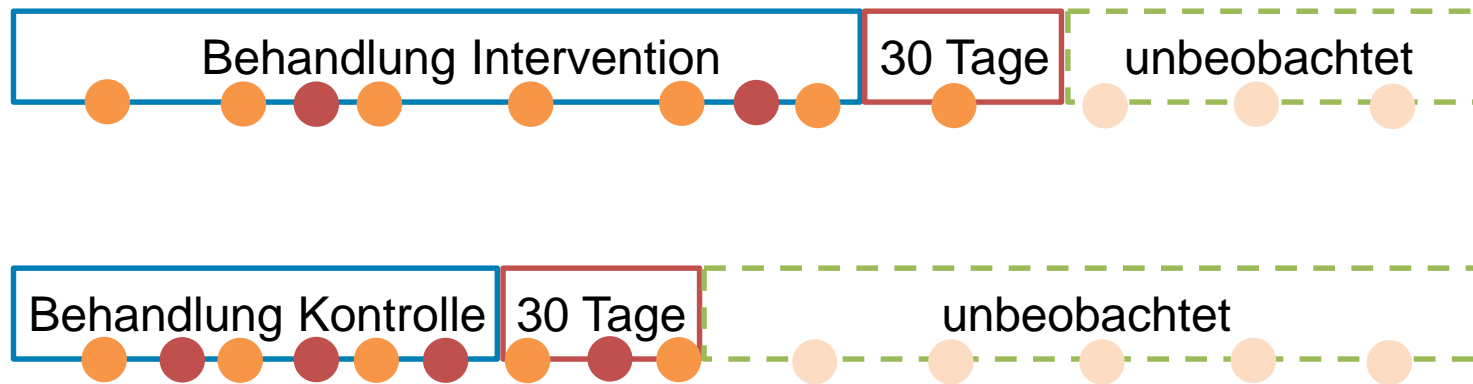 Behandlung Intervention 30 Tage unbeobachtet
Behandlung Kontrolle 30 Tage unbeobachtet